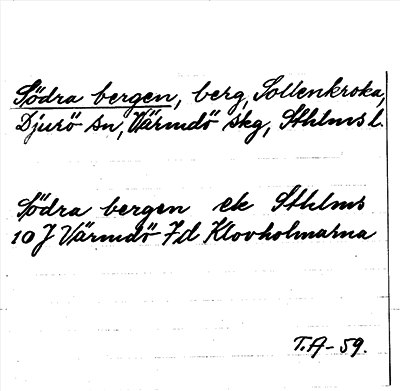 Södra bergen, berg, Sollenkroka,
Djurö sn, Värmdö skg, Sthlms l.
Södra bergen ek Sthlms
10 J Värmdö 7d Klovholmarna
T.A-59.